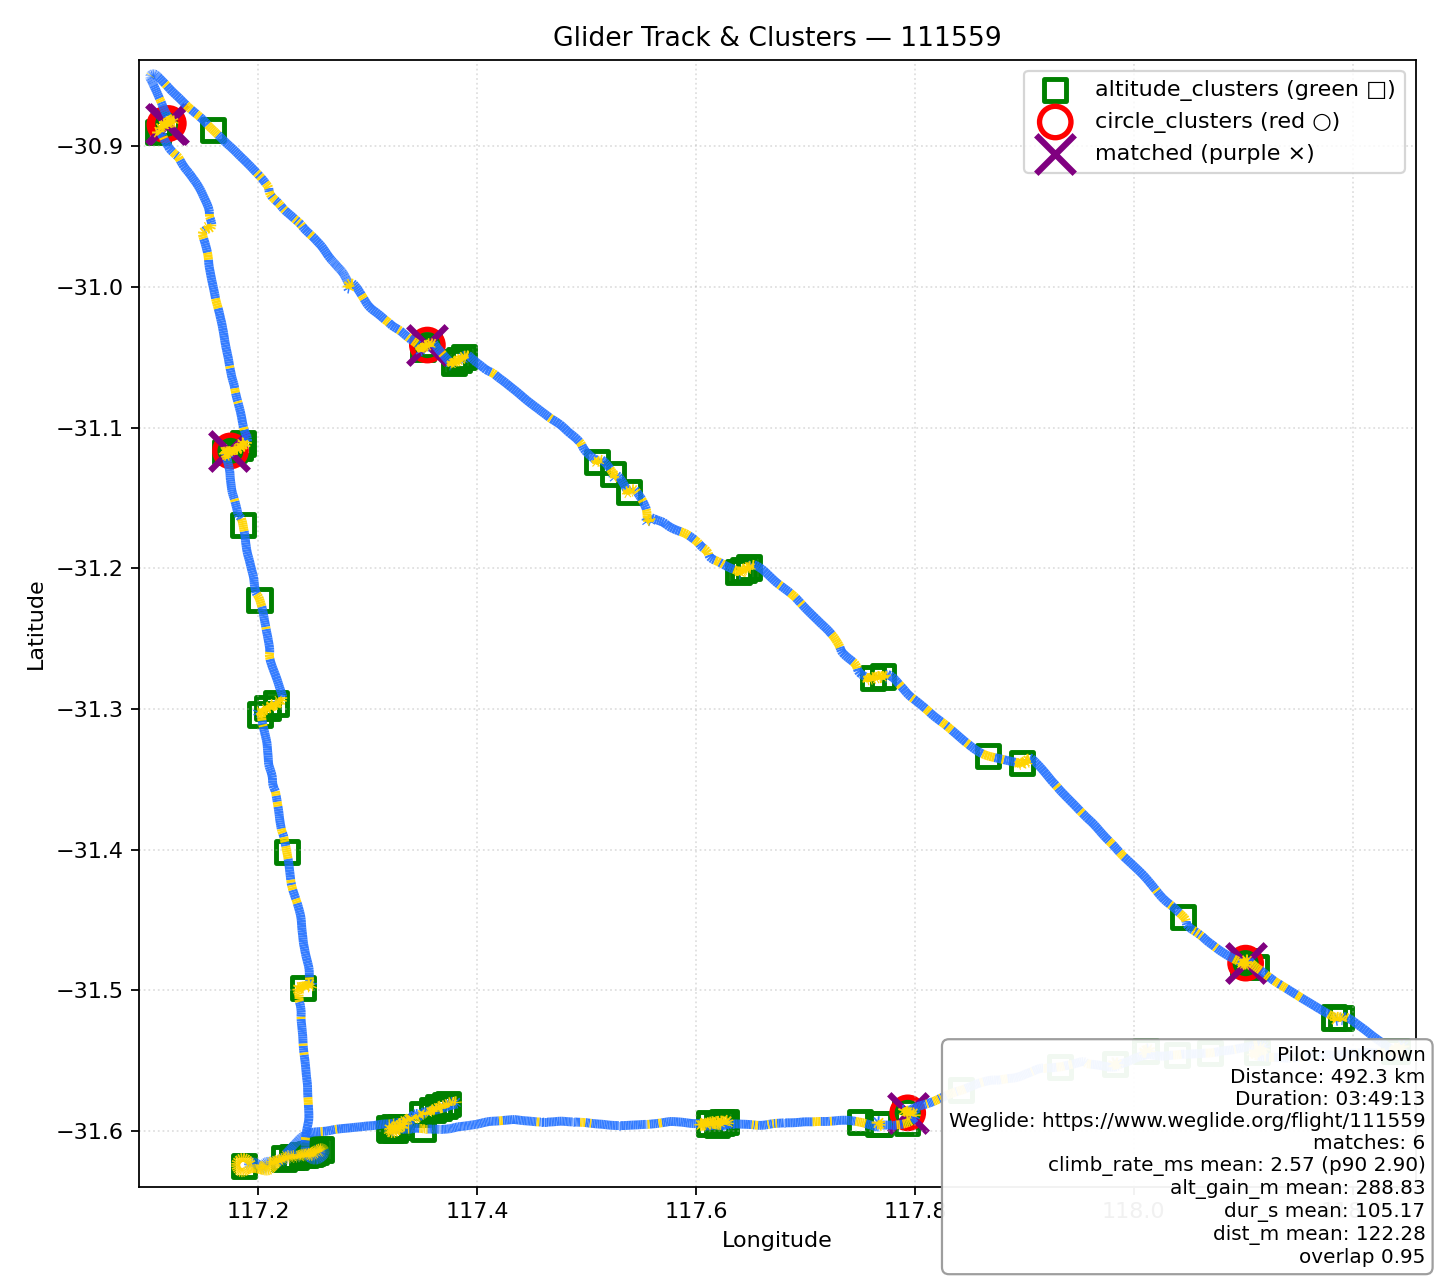 Glider Track & Clusters — 111559
altitude_clusters (green □)
circle_clusters (red ○)
matched (purple ×)
−30.9
−31.0
−31.1
−31.2
−31.3
−31.4
−31.5
−31.6
Latitude
117.2
117.4
117.6
117.8
118.0
Longitude
Pilot: Unknown
Distance: 492.3 km
Duration: 03:49:13
Weglide: https://www.weglide.org/flight/111559
matches: 6
climb_rate_ms mean: 2.57 (p90 2.90)
alt_gain_m mean: 288.83
dur_s mean: 105.17
dist_m mean: 122.28
overlap 0.95